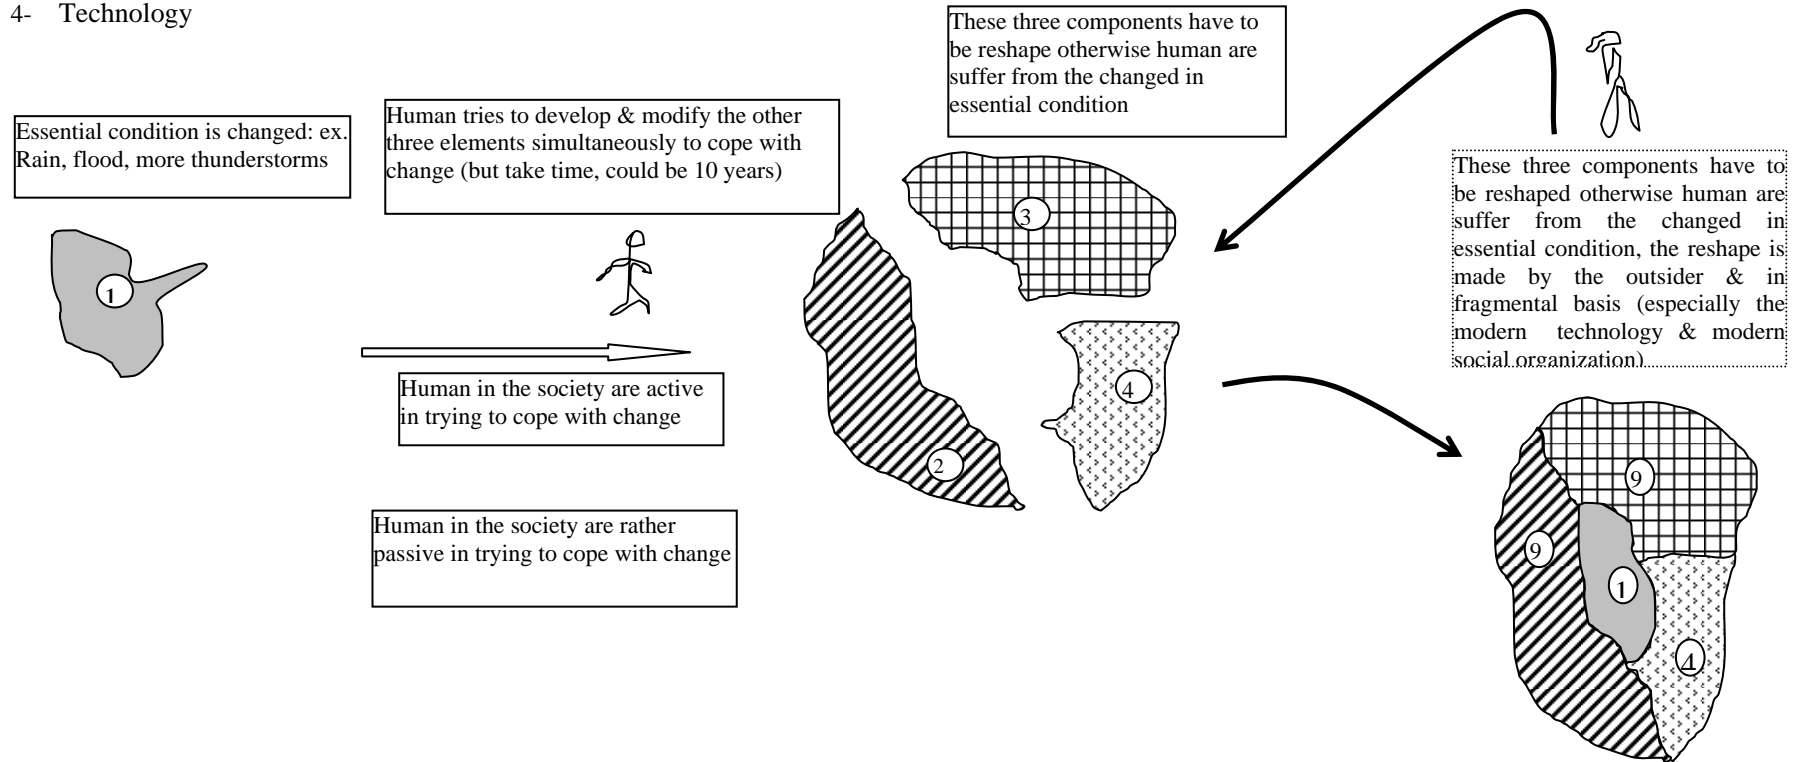 4- Technology
These three components have to
be reshape otherwise human are
suffer from the changed in
essential condition
Essential condition is changed: ex.
Rain, flood, more thunderstorms
Human tries to develop & modify the other
three elements simultaneously to cope with
change (but take time, could be 10 years)
These three components have to
be reshaped otherwise human are
suffer from the changed in
essential condition, the reshape is
made by the outsider & in
fragmental basis (especially the
modern technology & modern
social organization)
1
3
4
2
Human in the society are active
in trying to cope with change
Human in the society are rather
passive in trying to cope with change
9
9
1
4